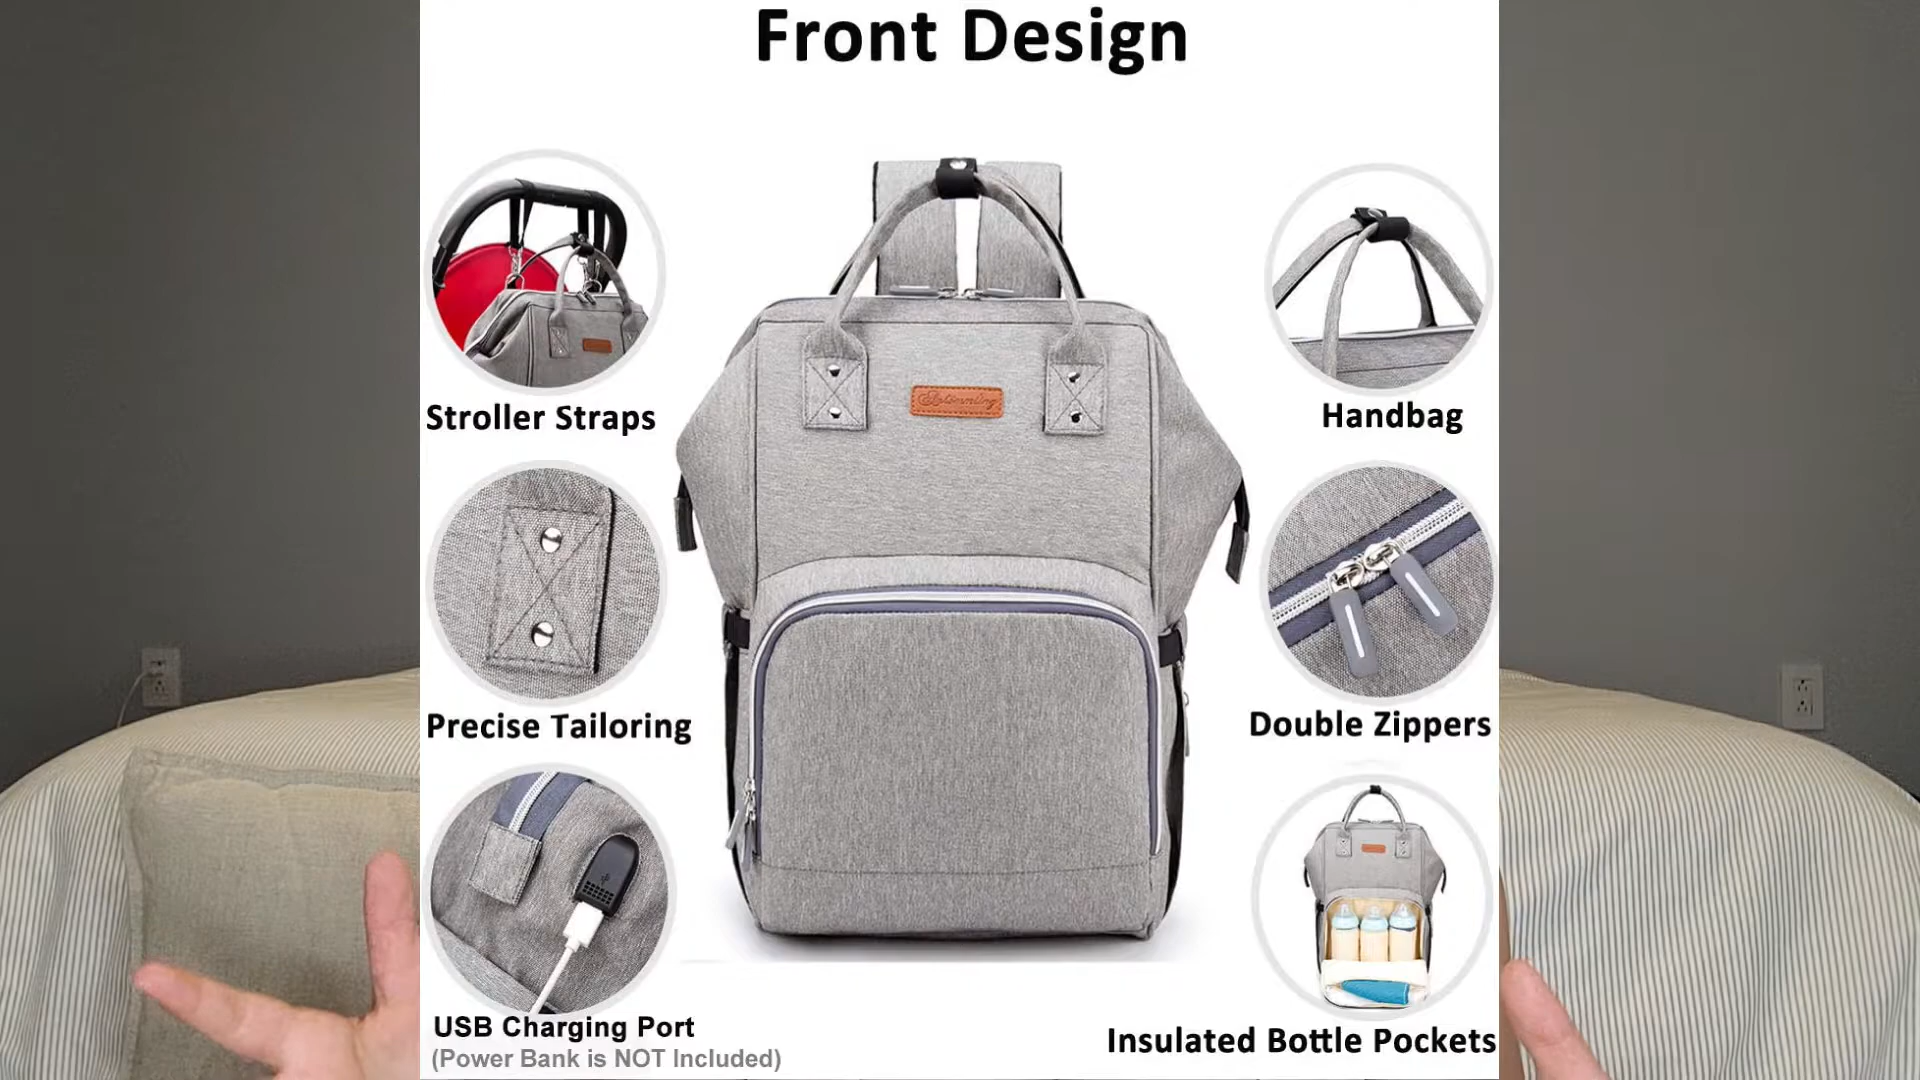 Front Design
Stroller Straps
Handbag
Precise Tailoring
Double Zippers
USB Charging Port
(Power Bank is NOT Included)
Insulated Bottle Pockets